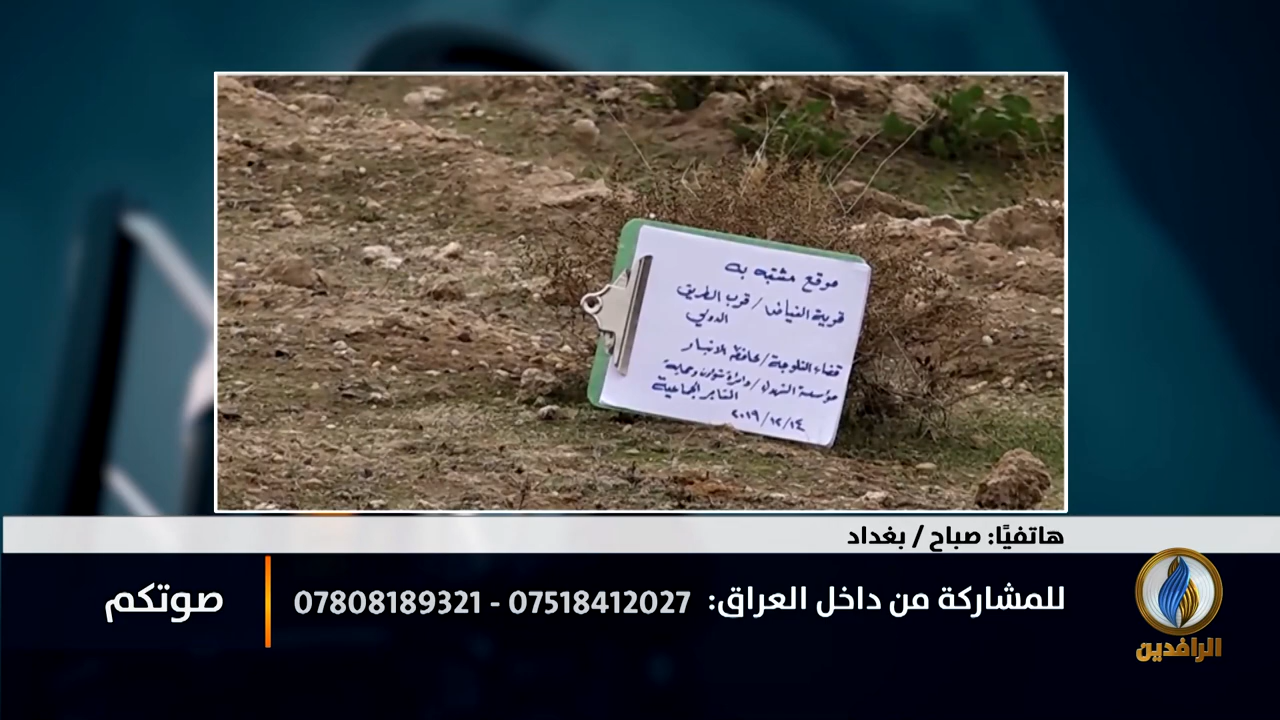 موقع مشتبه به
قرية النياشا / قرب الطريق
الدولي
قضاء الفلوجة / محافظة الانبار
مؤسسة الشهداء / دائرة شؤون وحماية
المقابر الجماعية
٢٠١٩/١٢/١٤
هاتفيًا: صباح / بغداد
للمشاركة من داخل العراق: 07518412027 - 07808189321
صوتكم
الرافدين